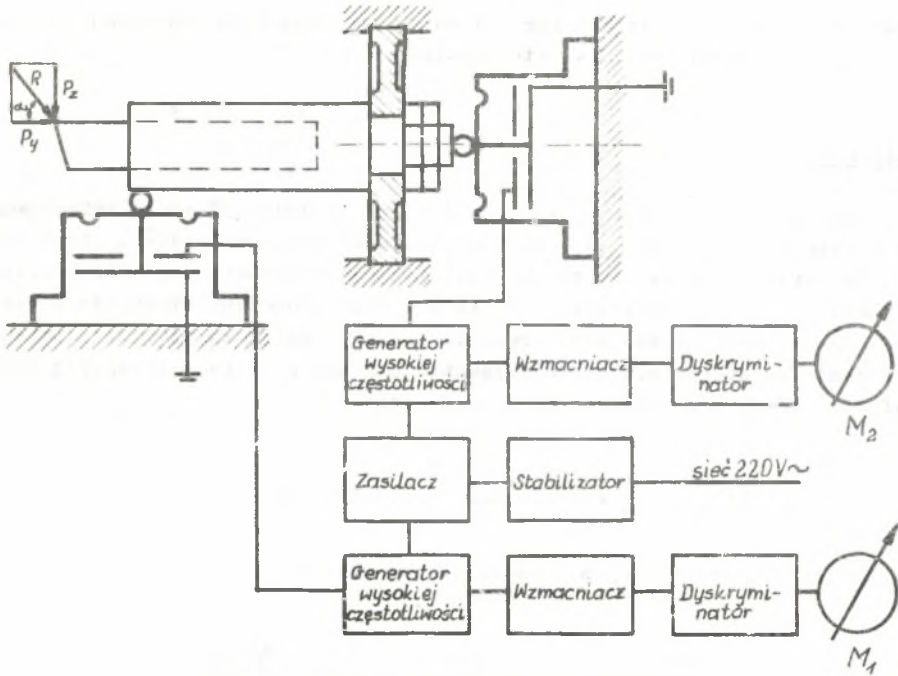 R
Pz
αy
Py
Generator
wysokiej
częstotliwości
Wzmacniacz
Dyskrymi-
nator
M2
Zasilacz
Stabilizator
sieć 220V~
Generator
wysokiej
częstotliwości
Wzmacniacz
Dyskrymi-
nator
M1